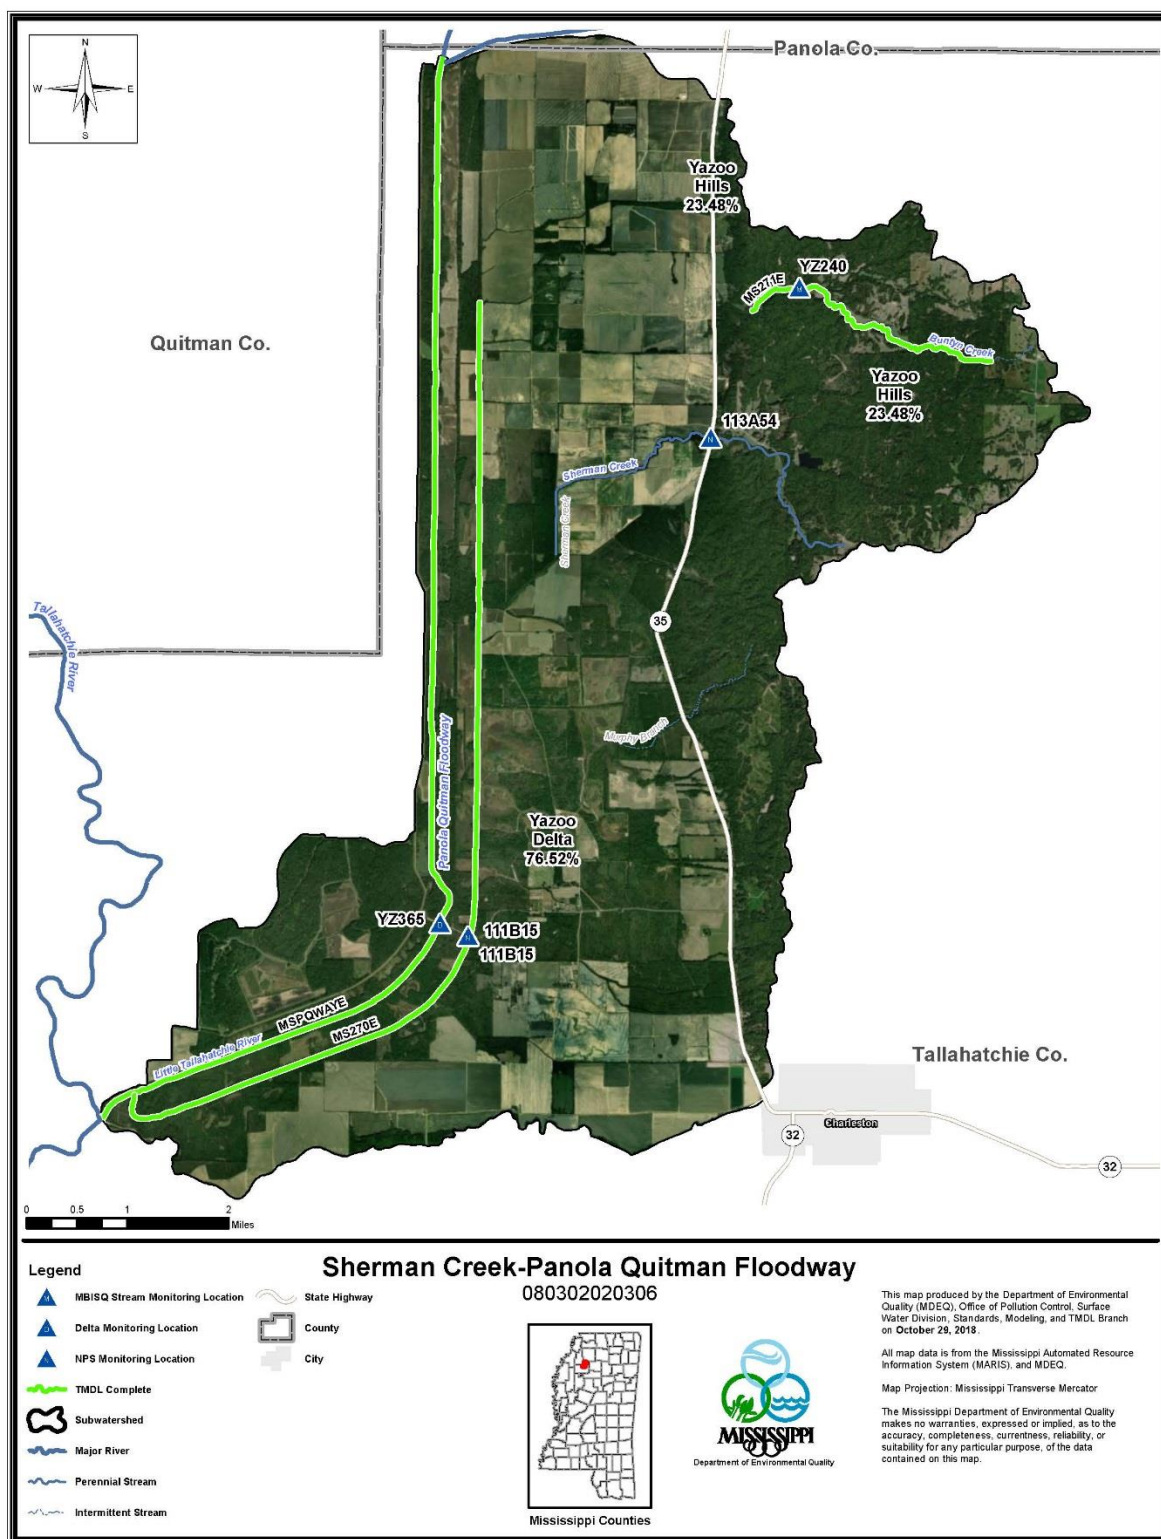 N
W
E
S
Panola Co.
Yazoo
Hills
23.48%
YZ240
MS271E
Buntyn Creek
Quitman Co.
Yazoo
Hills
23.48%
113A54
N
M
Sherman Creek
Sherman Creek
Tallahatchie River
35
Murphy Branch
Panola Quitman Floodway
Yazoo
Delta
76.52%
YZ365
D
N
111B15
111B15
MSPQWAYE
MS270E
Little Tallahatchie River
Tallahatchie Co.
Charleston
32
32
0 0.5 1 2
Miles
Legend
M MBISQ Stream Monitoring Location
D Delta Monitoring Location
N NPS Monitoring Location
TMDL Complete
Subwatershed
Major River
Perennial Stream
Intermittent Stream
State Highway
County
City
Sherman Creek-Panola Quitman Floodway
080302020306
Mississippi Counties
MISSISSIPPI
Department of Environmental Quality
This map produced by the Department of Environmental
Quality (MDEQ), Office of Pollution Control, Surface
Water Division, Standards, Modeling, and TMDL Branch
on October 29, 2018.
All map data is from the Mississippi Automated Resource
Information System (MARIS), and MDEQ.
Map Projection: Mississippi Transverse Mercator
The Mississippi Department of Environmental Quality
makes no warranties, expressed or implied, as to the
accuracy, completeness, currentness, reliability, or
suitability for any particular purpose, of the data
contained on this map.